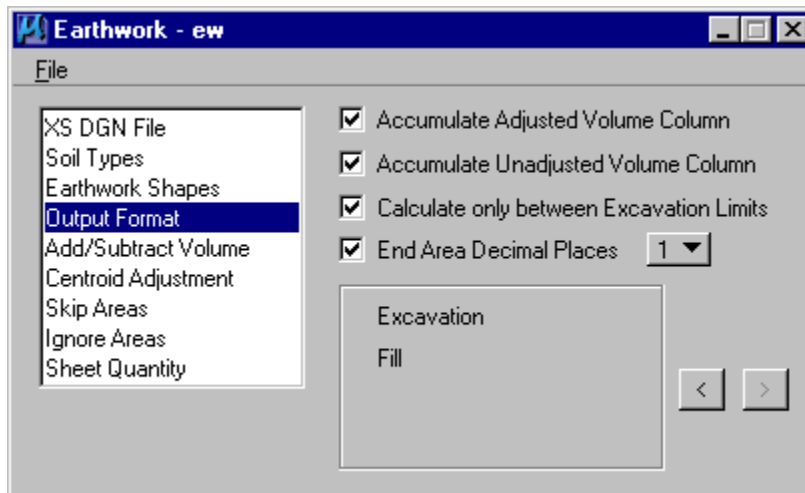 Earthwork - ew
File
XS DGN File
Soil Types
Earthwork Shapes
Output Format
Add/Subtract Volume
Centroid Adjustment
Skip Areas
Ignore Areas
Sheet Quantity
Accumulate Adjusted Volume Column
Accumulate Unadjusted Volume Column
Calculate only between Excavation Limits
End Area Decimal Places 1
Excavation
Fill
< >